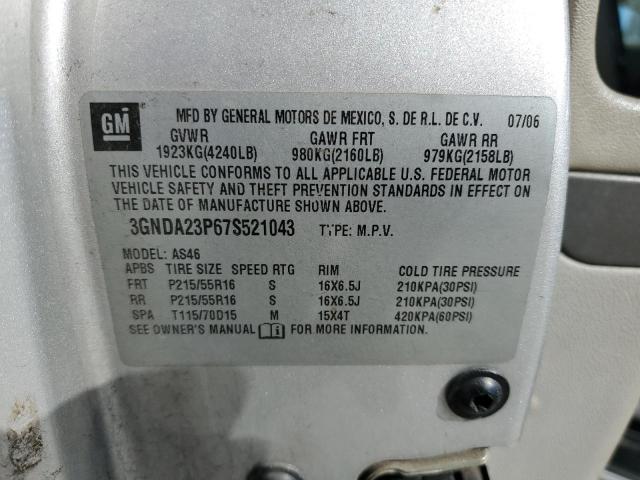 GM
MFD BY GENERAL MOTORS DE MEXICO, S. DE R.L. DE C.V. 07/06
GVWR GAWR FRT GAWR RR
1923KG(4240LB) 980KG(2160LB) 979KG(2158LB)
THIS VEHICLE CONFORMS TO ALL APPLICABLE U.S. FEDERAL MOTOR
VEHICLE SAFETY AND THEFT PREVENTION STANDARDS IN EFFECT ON
THE DATE OF MANUFACTURE SHOWN ABOVE.
3GNDA23P67S521043 TYPE: M.P.V.
MODEL: AS46
APBS TIRE SIZE SPEED RTG RIM COLD TIRE PRESSURE
FRT P215/55R16 S 16X6.5J 210KPA(30PSI)
RR P215/55R16 S 16X6.5J 210KPA(30PSI)
SPA T115/70D15 M 15X4T 420KPA(60PSI)
SEE OWNER'S MANUAL FOR MORE INFORMATION.